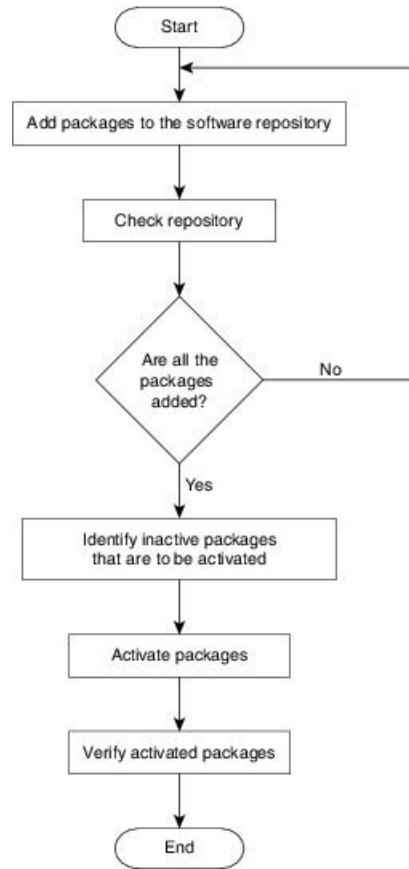 Start
Add packages to the software repository
Check repository
Are all the
packages
added?
No
Yes
Identify inactive packages
that are to be activated
Activate packages
Verify activated packages
End